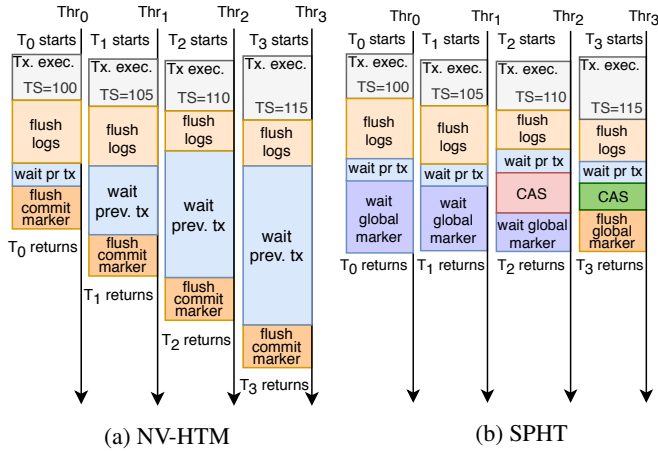 Thr0 Thr1 Thr2 Thr3
T0 starts T1 starts T2 starts T3 starts
Tx. exec.
TS=100
flush
logs
wait pr tx
flush
commit
marker
T0 returns
Tx. exec.
TS=105
flush
logs
wait
prev. tx
flush
commit
marker
T1 returns
Tx. exec.
TS=110
flush
logs
wait
prev. tx
flush
commit
marker
T2 returns
Tx. exec.
TS=115
flush
logs
wait
prev. tx
flush
commit
marker
T3 returns
(a) NV-HTM
Thr0 Thr1 Thr2 Thr3
T0 starts T1 starts T2 starts T3 starts
Tx. exec.
TS=100
flush
logs
wait pr tx
wait
global
marker
T0 returns
Tx. exec.
TS=105
flush
logs
wait pr tx
wait
global
marker
T1 returns
Tx. exec.
TS=110
flush
logs
wait pr tx
CAS
wait global
marker
T2 returns
Tx. exec.
TS=115
flush
logs
wait pr tx
CAS
flush
global
marker
T3 returns
(b) SPHT